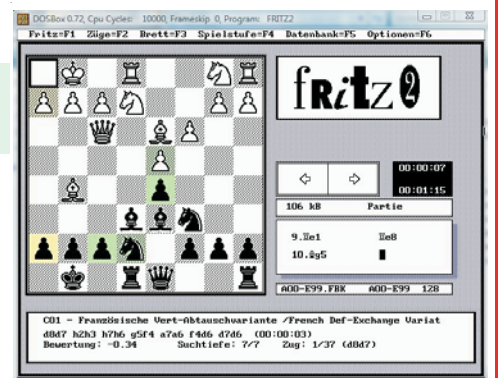 DOSBox 0.72, Cpu Cycles: 10000, Frameskip 0, Program: FRITZ2
Fritz=F1 Züge=F2 Brett=F3 Spielstufe=F4 Datenbank=F5 Optionen=F6
fRitz 2
00:00:07
00:01:15
106 kB Partie
9.♖e1 ♖e8
10.♗g5
A00-E99.FBK A00-E99 128
C01 - Französische Vert-Abtauschvariante /French Def-Exchange Variat
d8d7 h2h3 h7h6 g5f4 a7a6 f4d6 d7d6 (00:00:03)
Bewertung: -0.34 Suchtiefe: 7/7 Zug: 1/37 (d8d7)